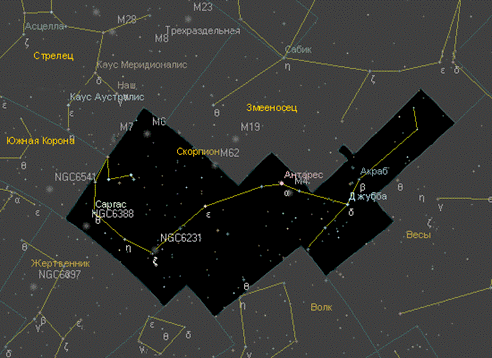 M23
Асцелла
M28
Трехраздельная
M8
ζ
Стрелец
Сабик
Каус Меридионалис
η
ζ
ε
δ
Наш
γ
Каус Аустралис
ε
Змееносец
M7
M6
M19
Южная Корона
Скорпион
M62
θ
Антарес
M4
Акраб
NGC6541
α
β
θ
Джубба
Саргас
ε
δ
NGC6388
θ
η
NGC6231
Весы
ζ
Жертвенник
θ
NGC6397
θ
η
Волк
ε
δ
γ
β